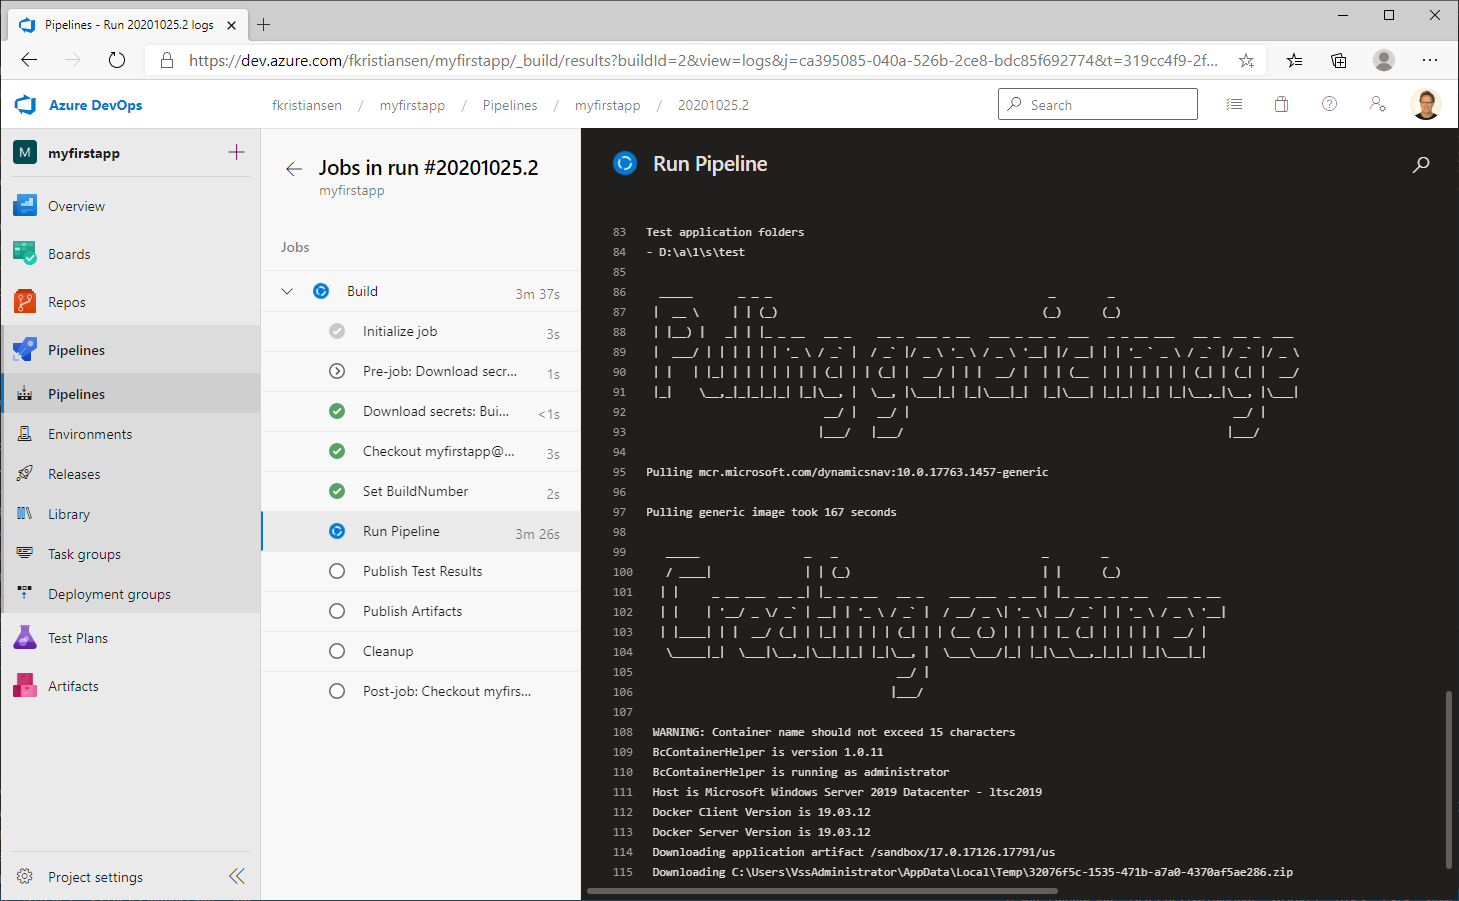 Pipelines - Run 20201025.2 logs
https://dev.azure.com/fkristiansen/myfirstapp/_build/results?buildId=2&view=logs&j=ca395085-040a-526b-2ce8-bdc85f692774&t=319cc4f9-2f...
Azure DevOps
fkristiansen / myfirstapp / Pipelines / myfirstapp / 20201025.2
Search
M myfirstapp
Overview
Boards
Repos
Pipelines
Pipelines
Environments
Releases
Library
Task groups
Deployment groups
Test Plans
Artifacts
Project settings
Jobs in run #20201025.2
myfirstapp
Jobs
Build 3m 37s
Initialize job 3s
Pre-job: Download secr... 1s
Download secrets: Bui... <1s
Checkout myfirstapp@... 3s
Set BuildNumber 2s
Run Pipeline 3m 26s
Publish Test Results
Publish Artifacts
Cleanup
Post-job: Checkout myfirs...
Run Pipeline
83 Test application folders
84 - D:\a\1\s\test
85
86
87
88
89 Pulling generic image
90
91
92
93
94
95 Pulling mcr.microsoft.com/dynamicsnav:10.0.17763.1457-generic
96
97 Pulling generic image took 167 seconds
98
99
100
101
102 Creating container
103
104
105
106
107
108 WARNING: Container name should not exceed 15 characters
109 BcContainerHelper is version 1.0.11
110 BcContainerHelper is running as administrator
111 Host is Microsoft Windows Server 2019 Datacenter - ltsc2019
112 Docker Client Version is 19.03.12
113 Docker Server Version is 19.03.12
114 Downloading application artifact /sandbox/17.0.17126.17791/us
115 Downloading C:\Users\VssAdministrator\AppData\Local\Temp\32076f5c-1535-471b-a7a0-4370af5ae286.zip